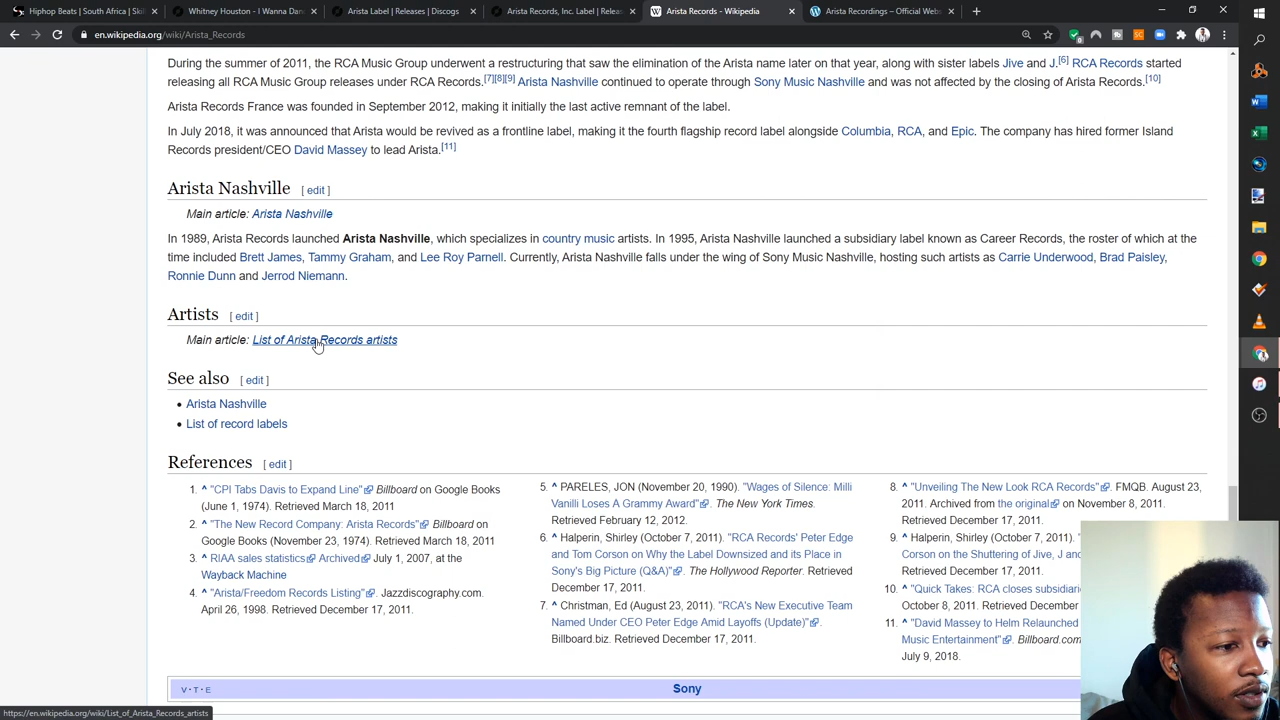 Hiphop Beats | South Africa | Skil
Whitney Houston - I Wanna Dan
Arista Label | Releases | Discogs
Arista Records, Inc. Label | Relea
Arista Records - Wikipedia
Arista Recordings – Official Web
en.wikipedia.org/wiki/Arista_Records
During the summer of 2011, the RCA Music Group underwent a restructuring that saw the elimination of the Arista name later on that year, along with sister labels Jive and J.[6] RCA Records started
releasing all RCA Music Group releases under RCA Records.[7][8][9] Arista Nashville continued to operate through Sony Music Nashville and was not affected by the closing of Arista Records.[10]
Arista Records France was founded in September 2012, making it initially the last active remnant of the label.
In July 2018, it was announced that Arista would be revived as a frontline label, making it the fourth flagship record label alongside Columbia, RCA, and Epic. The company has hired former Island
Records president/CEO David Massey to lead Arista.[11]
Arista Nashville [ edit ]
Main article: Arista Nashville
In 1989, Arista Records launched Arista Nashville, which specializes in country music artists. In 1995, Arista Nashville launched a subsidiary label known as Career Records, the roster of which at the
time included Brett James, Tammy Graham, and Lee Roy Parnell. Currently, Arista Nashville falls under the wing of Sony Music Nashville, hosting such artists as Carrie Underwood, Brad Paisley,
Ronnie Dunn and Jerrod Niemann.
Artists [ edit ]
Main article: List of Arista Records artists
See also [ edit ]
• Arista Nashville
• List of record labels
References [ edit ]
1. ^ "CPI Tabs Davis to Expand Line" Billboard on Google Books
(June 1, 1974). Retrieved March 18, 2011
2. ^ "The New Record Company: Arista Records" Billboard on
Google Books (November 23, 1974). Retrieved March 18, 2011
3. ^ RIAA sales statistics Archived July 1, 2007, at the
Wayback Machine
4. ^ "Arista/Freedom Records Listing". Jazzdiscography.com.
April 26, 1998. Retrieved December 17, 2011.
5. ^ PARELES, JON (November 20, 1990). "Wages of Silence: Milli
Vanilli Loses A Grammy Award". The New York Times.
Retrieved February 12, 2012.
6. ^ Halperin, Shirley (October 7, 2011). "RCA Records' Peter Edge
and Tom Corson on Why the Label Downsized and its Place in
Sony's Big Picture (Q&A)". The Hollywood Reporter. Retrieved
December 17, 2011.
7. ^ Christman, Ed (August 23, 2011). "RCA's New Executive Team
Named Under CEO Peter Edge Amid Layoffs (Update)".
Billboard.biz. Retrieved December 17, 2011.
8. ^ "Unveiling The New Look RCA Records". FMQB. August 23,
2011. Archived from the original on November 8, 2011.
Retrieved December 17, 2011.
9. ^ Halperin, Shirley (October 7, 2011). "
Corson on the Shuttering of Jive, J and
Retrieved December 17, 2011.
10. ^ "Quick Takes: RCA closes subsidiari
October 8, 2011. Retrieved December
11. ^ "David Massey to Helm Relaunched
Music Entertainment". Billboard.com
July 9, 2018.
V·T·E
Sony
https://en.wikipedia.org/wiki/List_of_Arista_Records_artists